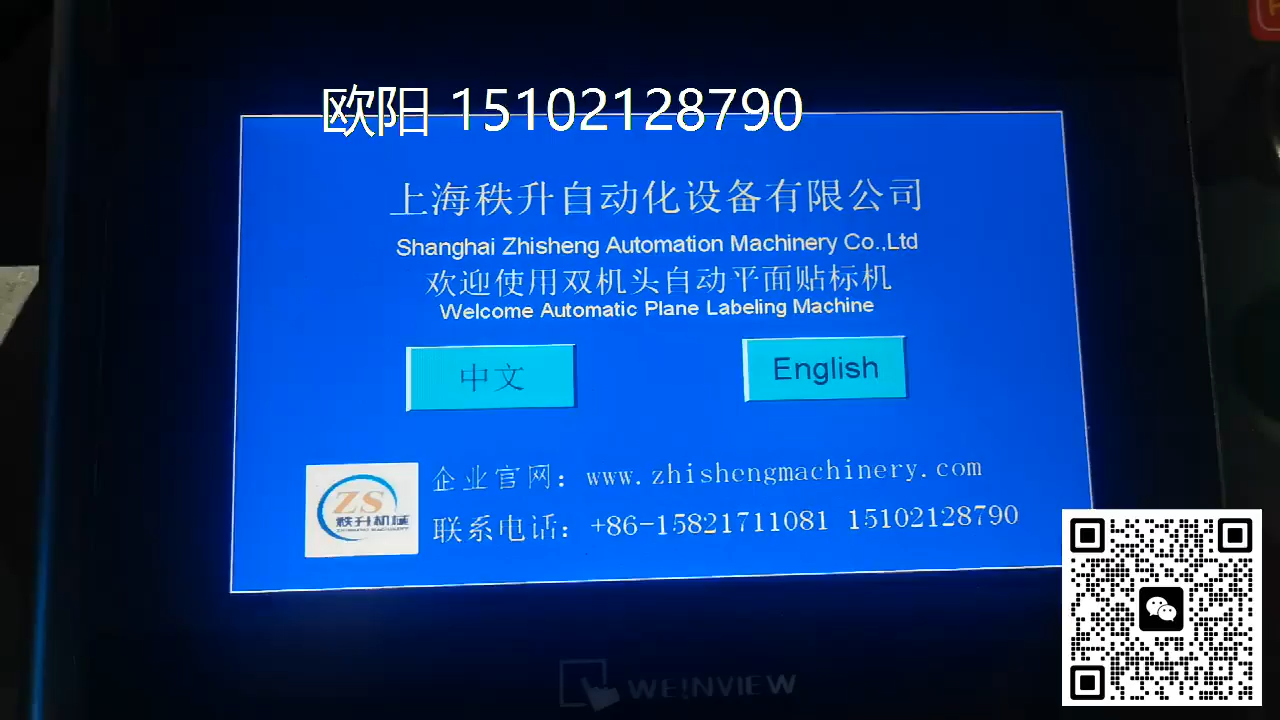 欧阳 15102128790
上海秩升自动化设备有限公司
Shanghai Zhisheng Automation Machinery Co.,Ltd
欢迎使用双机头自动平面贴标机
Welcome Automatic Plane Labeling Machine
中文
English
企业官网：www.zhishengmachinery.com
ZS
秩升机械
联系电话：+86-15821711081 15102128790
WEINVIEW